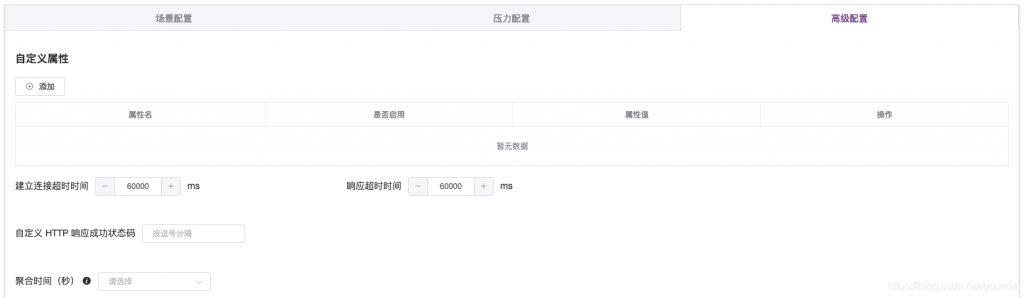 场景配置 压力配置 高级配置
自定义属性
添加
属性名 是否启用 属性值 操作
暂无数据
建立连接超时时间 − 60000 + ms 响应超时时间 − 60000 + ms
自定义 HTTP 响应成功状态码 按逗号分隔
聚合时间（秒） 请选择
https://blog.csdn.net/gocods